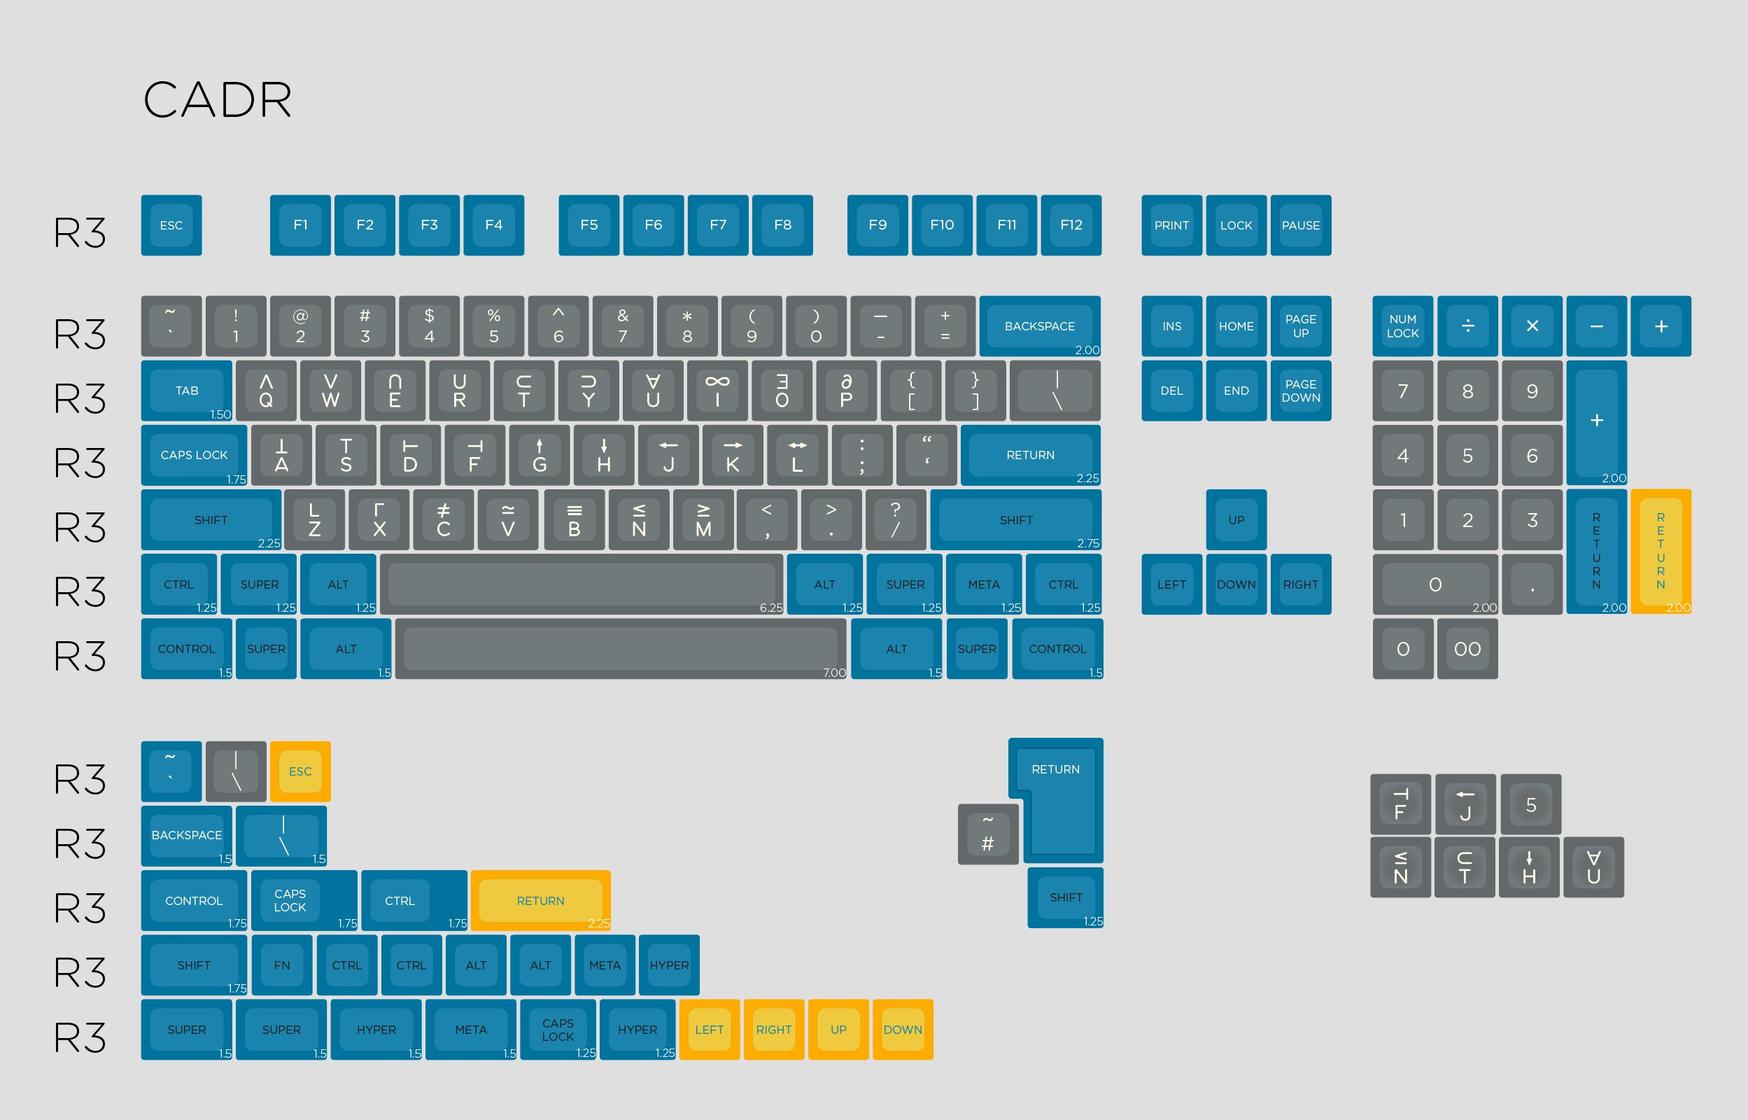 CADR
R3 ESC F1 F2 F3 F4 F5 F6 F7 F8 F9 F10 F11 F12 PRINT LOCK PAUSE
~ ! @ # $ % ^ & * ( ) — + PAGE NUM
R3 ` 1 2 3 4 5 6 7 8 9 0 - = BACKSPACE 2.00 INS HOME UP LOCK ÷ × − +
Λ V ∩ U ⊂ ⊃ ∀ ∞ Ǝ ∂ { } | PAGE
R3 TAB 1.50 Q W E R T Y U I O P [ ] \ DEL END DOWN 7 8 9 + 2.00
⊥ T ⊢ ⊣ ↑ ↓ ← → ↔ : “
R3 CAPS LOCK 1.75 A S D F G H J K L ; ‘ RETURN 2.25 4 5 6
L Γ ≠ ≃ ≡ ≤ ≥ < > ?
R3 SHIFT 2.25 Z X C V B N M , . / SHIFT 2.75 UP 1 2 3 RETURN 2.00 RETURN 2.00
R3 CTRL 1.25 SUPER 1.25 ALT 1.25 6.25 ALT 1.25 SUPER 1.25 META 1.25 CTRL 1.25 LEFT DOWN RIGHT 0 2.00 .
R3 CONTROL 1.5 SUPER ALT 1.5 7.00 ALT 1.5 SUPER CONTROL 1.5 0 00
~ |
R3 ` \ ESC RETURN
⊣ ←
F J 5
| ~
R3 BACKSPACE 1.5 \ 1.5 #
≤ ⊂ ↓ ∀
N T H U
CAPS
R3 CONTROL 1.75 LOCK 1.75 CTRL 1.75 RETURN 2.25 SHIFT 1.25
R3 SHIFT 1.75 FN CTRL CTRL ALT ALT META HYPER
CAPS
R3 SUPER 1.5 SUPER 1.5 HYPER 1.5 META 1.5 LOCK 1.25 HYPER 1.25 LEFT RIGHT UP DOWN